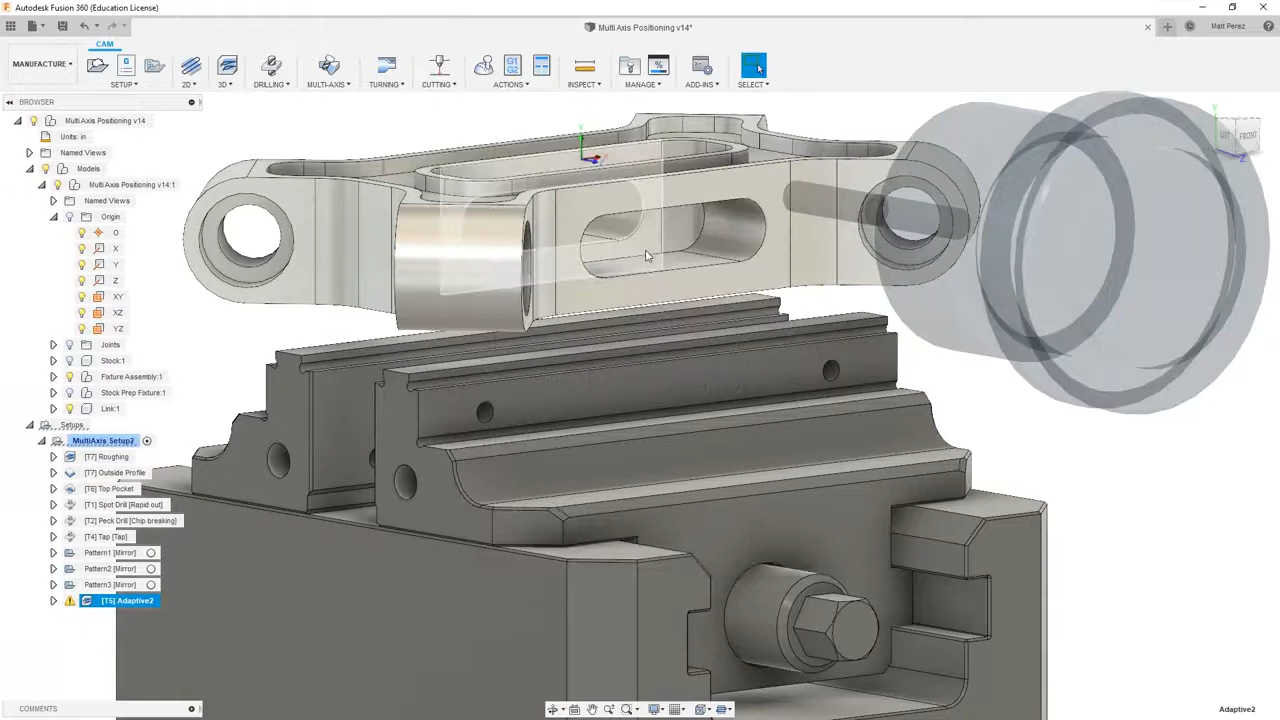 Autodesk Fusion 360 (Education License)
Multi Axis Positioning v14*
Matt Perez
CAM
MANUFACTURE
G
G1
G2
%
SETUP
2D
3D
DRILLING
MULTI-AXIS
TURNING
CUTTING
ACTIONS
INSPECT
MANAGE
ADD-INS
SELECT
BROWSER
Multi Axis Positioning v14
Units: in
Named Views
Models
Multi Axis Positioning v14:1
Named Views
Origin
O
X
Y
Z
XY
XZ
YZ
Joints
Stock:1
Fixture Assembly:1
Stock Prep Fixture:1
Link:1
Setups
MultiAxis Setup2
[T7] Roughing
[T7] Outside Profile
[T6] Top Pocket
[T1] Spot Drill [Rapid out]
[T2] Peck Drill [Chip breaking]
[T4] Tap [Tap]
Pattern1 [Mirror]
Pattern2 [Mirror]
Pattern3 [Mirror]
[T5] Adaptive2
Y
Y
FRONT
Z
COMMENTS
Adaptive2